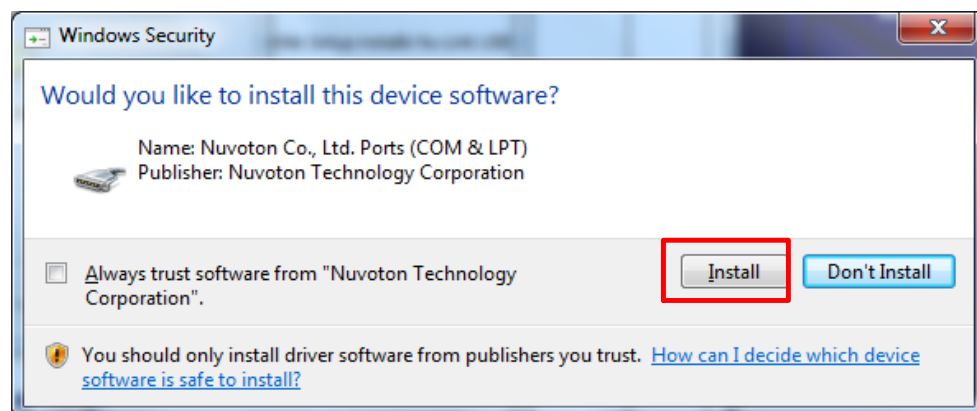 Windows Security
Would you like to install this device software?
Name: Nuvoton Co., Ltd. Ports (COM & LPT)
Publisher: Nuvoton Technology Corporation
Always trust software from "Nuvoton Technology
Corporation".
Install
Don't Install
You should only install driver software from publishers you trust. How can I decide which device
software is safe to install?